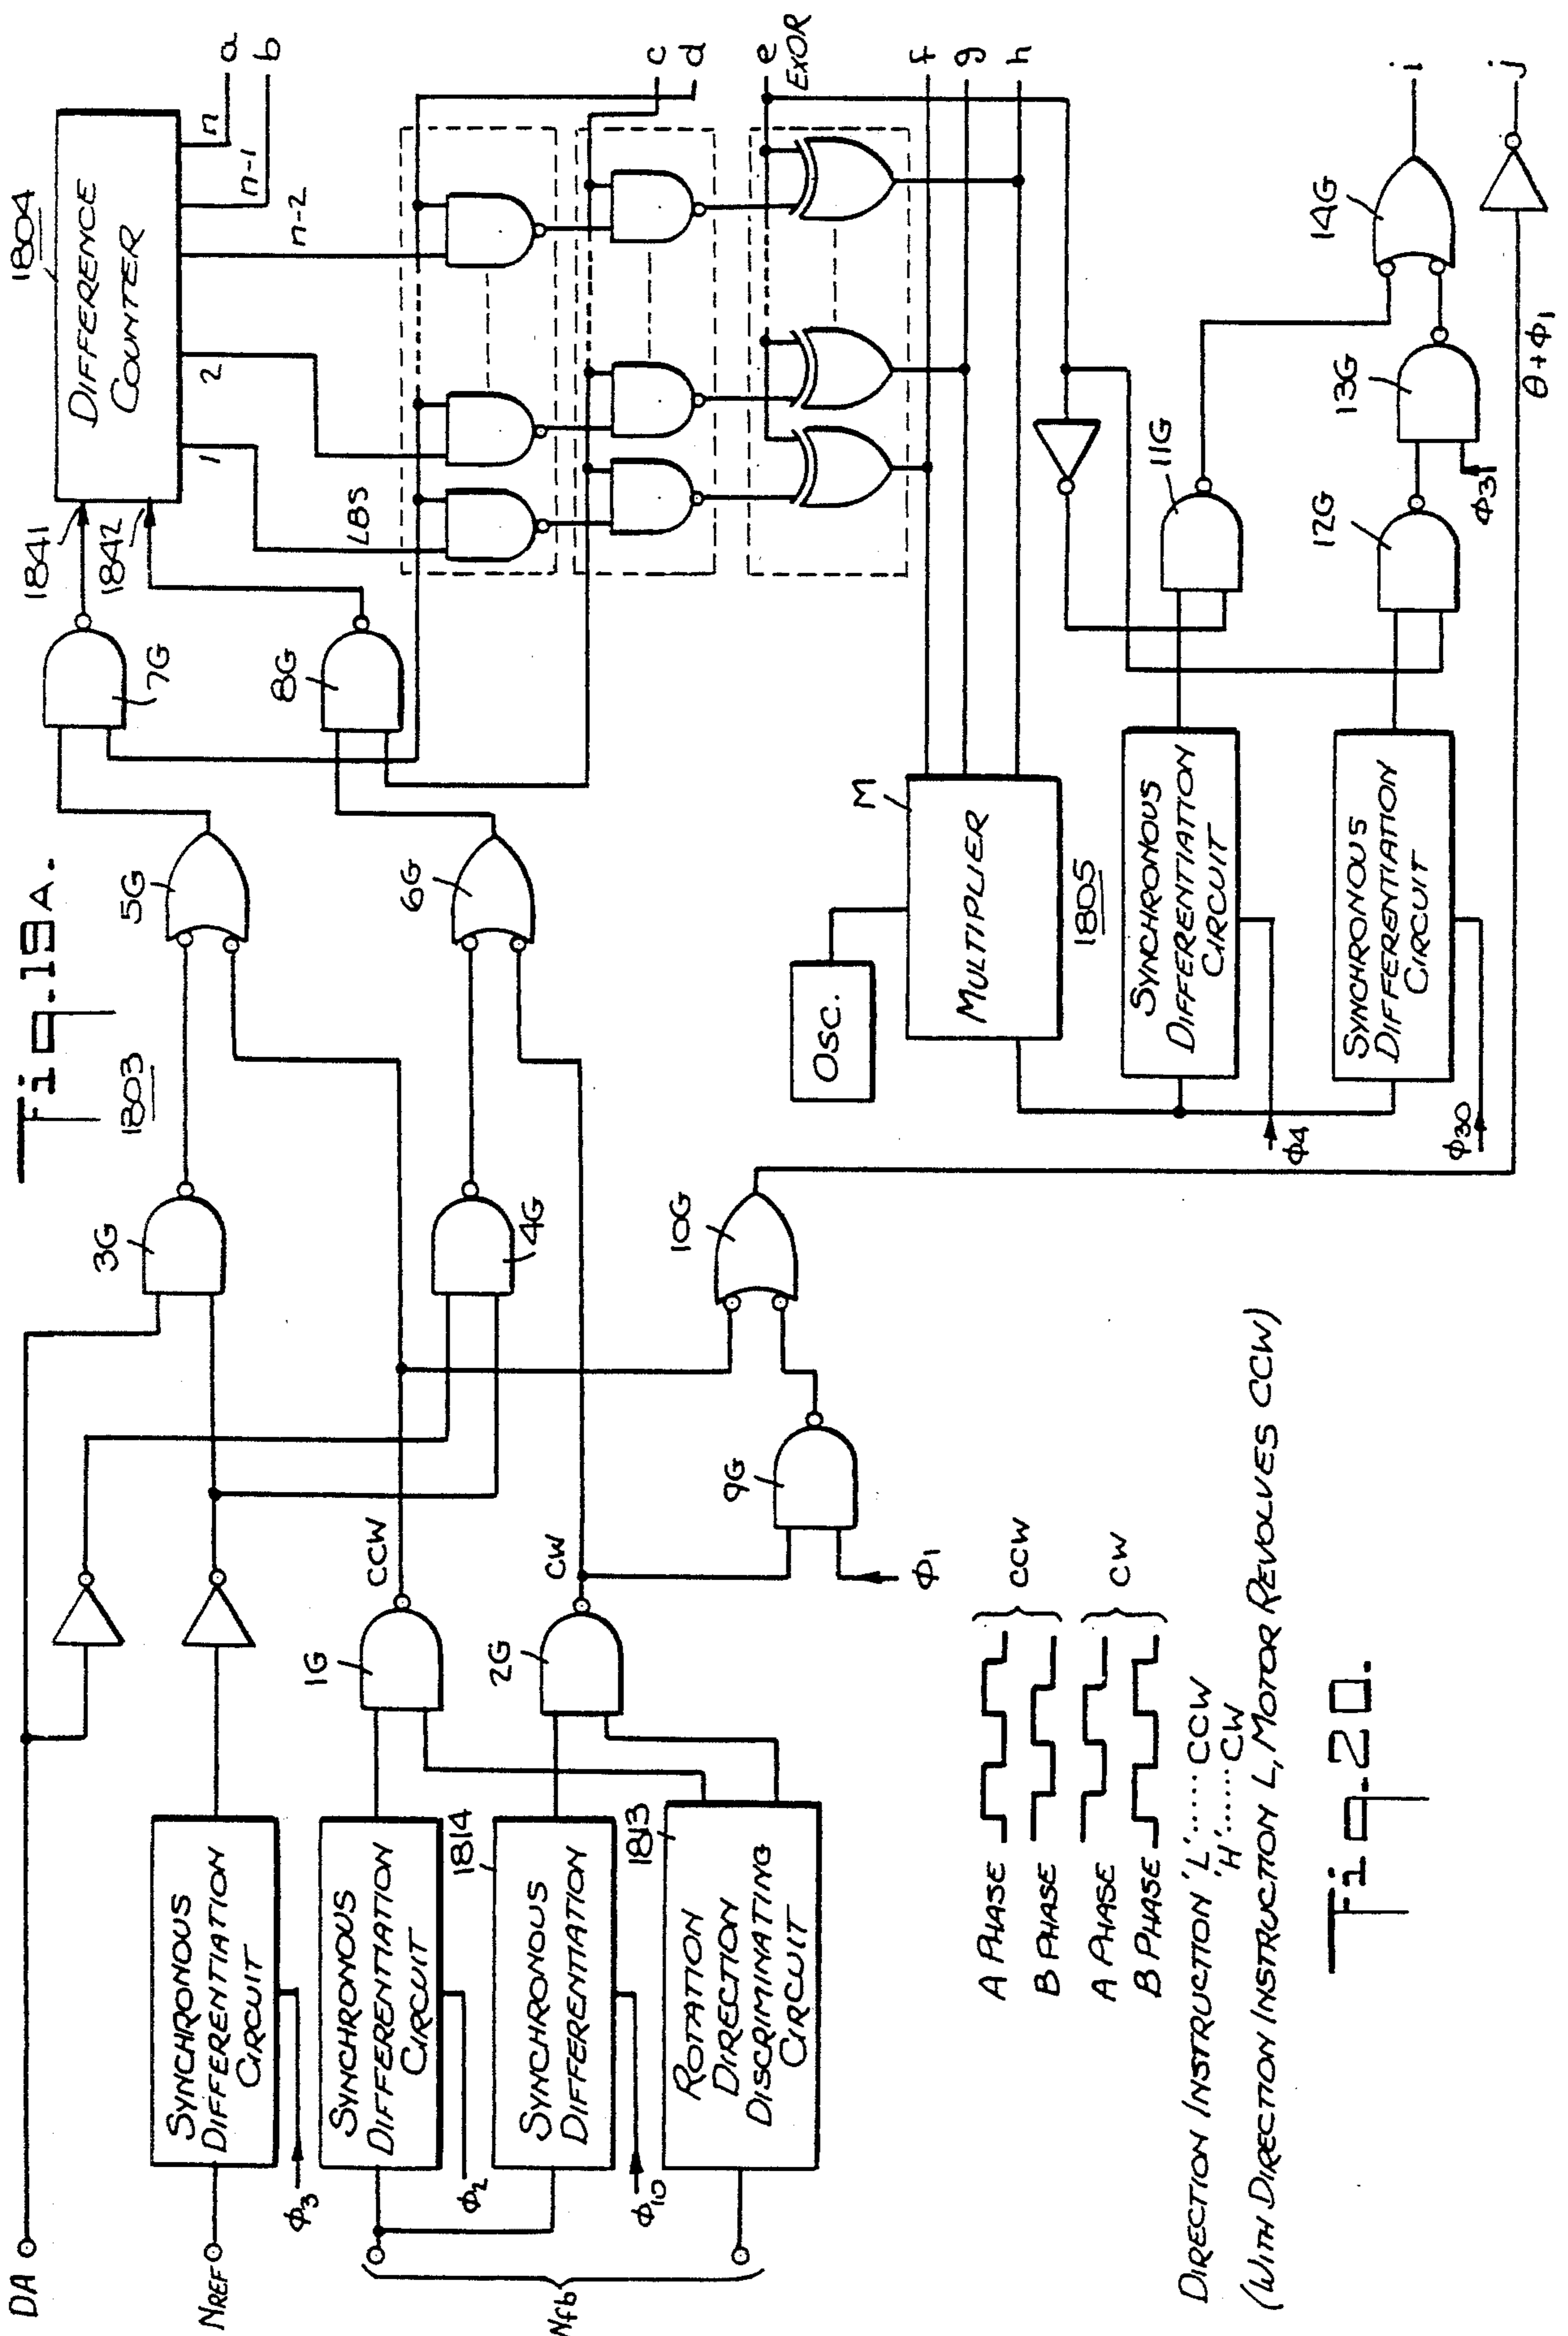 Fig. 19A.
DA
NREF
Nfb
SYNCHRONOUS
DIFFERENTIATION
CIRCUIT
ϕ3
SYNCHRONOUS
DIFFERENTIATION
CIRCUIT
ϕ2
1814
SYNCHRONOUS
DIFFERENTIATION
ϕ10
1813
ROTATION
DIRECTION
DISCRIMINATING
CIRCUIT
1G
2G
CCW
CW
3G
4G
1803
5G
6G
7G
8G
9G
ϕ1
10G
1841
1842
1804
DIFFERENCE
COUNTER
1
2
n-2
n-1
n
a
b
LBS
c
d
e
EXOR
f
g
h
OSC.
M
MULTIPLIER
1805
SYNCHRONOUS
DIFFERENTIATION
CIRCUIT
ϕ4
SYNCHRONOUS
DIFFERENTIATION
CIRCUIT
ϕ30
11G
12G
13G
ϕ31
14G
i
j
θ+ϕ1
A PHASE
B PHASE
CCW
A PHASE
B PHASE
CW
DIRECTION INSTRUCTION 'L'.....CCW
'H'......CW
(WITH DIRECTION INSTRUCTION L, MOTOR REVOLVES CCW)
Fig. 20.